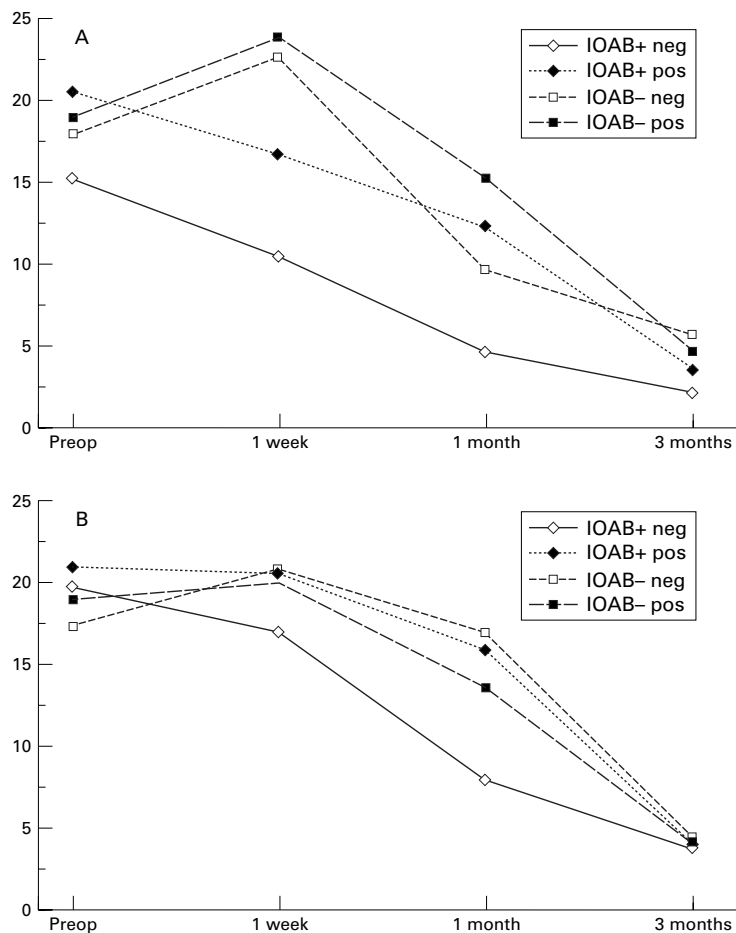 25
A
20
15
10
5
0
Preop 1 week 1 month 3 months
IOAB+ neg
IOAB+ pos
IOAB– neg
IOAB– pos
25
B
20
15
10
5
0
Preop 1 week 1 month 3 months
IOAB+ neg
IOAB+ pos
IOAB– neg
IOAB– pos